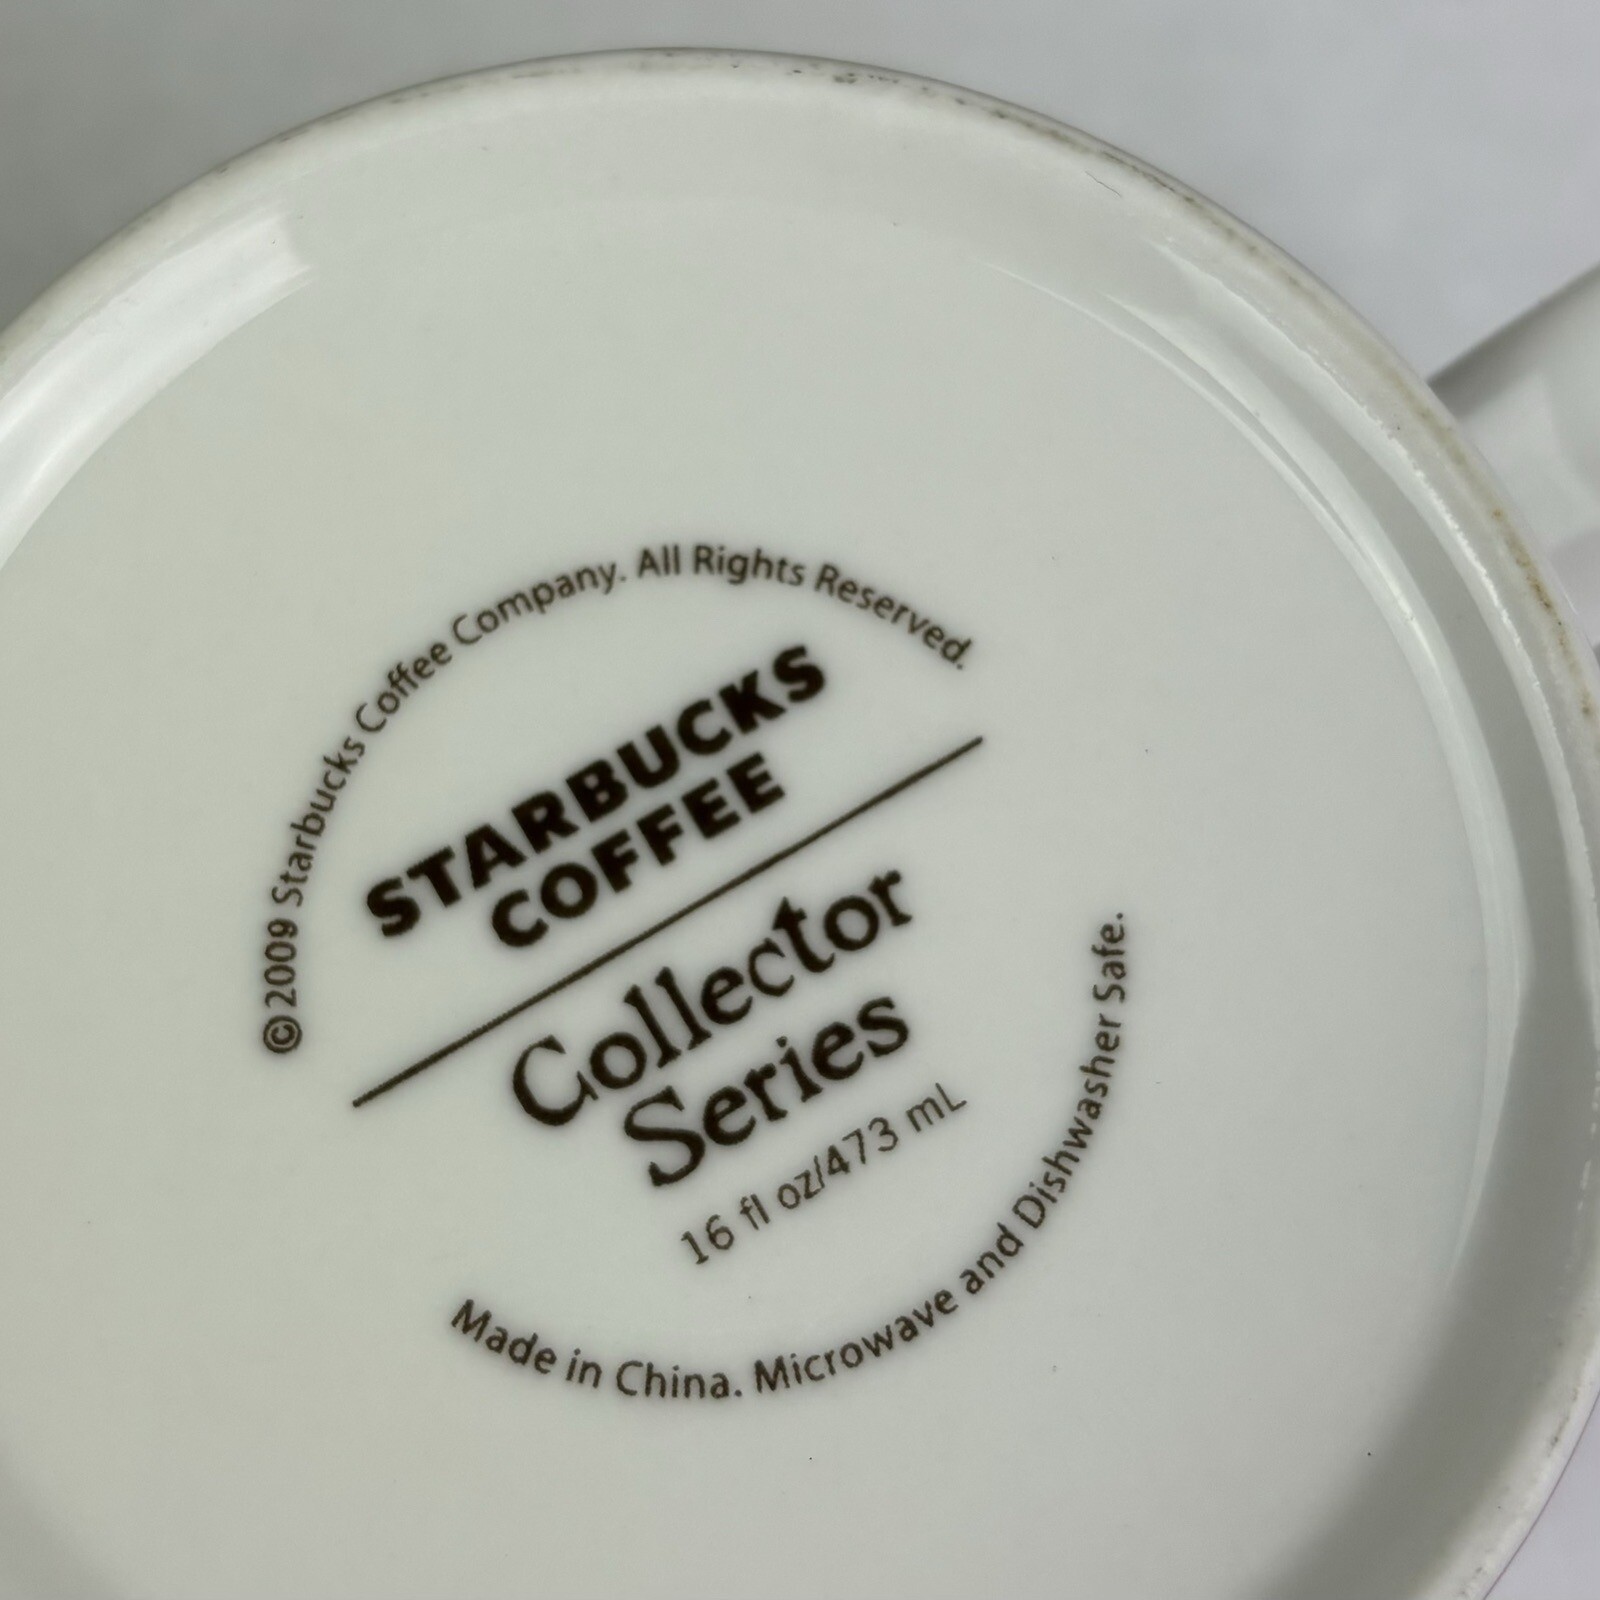 © 2009 Starbucks Coffee Company. All Rights Reserved.
STARBUCKS
COFFEE
Collector
Series
16 fl oz/473 mL
Made in China. Microwave and Dishwasher Safe.